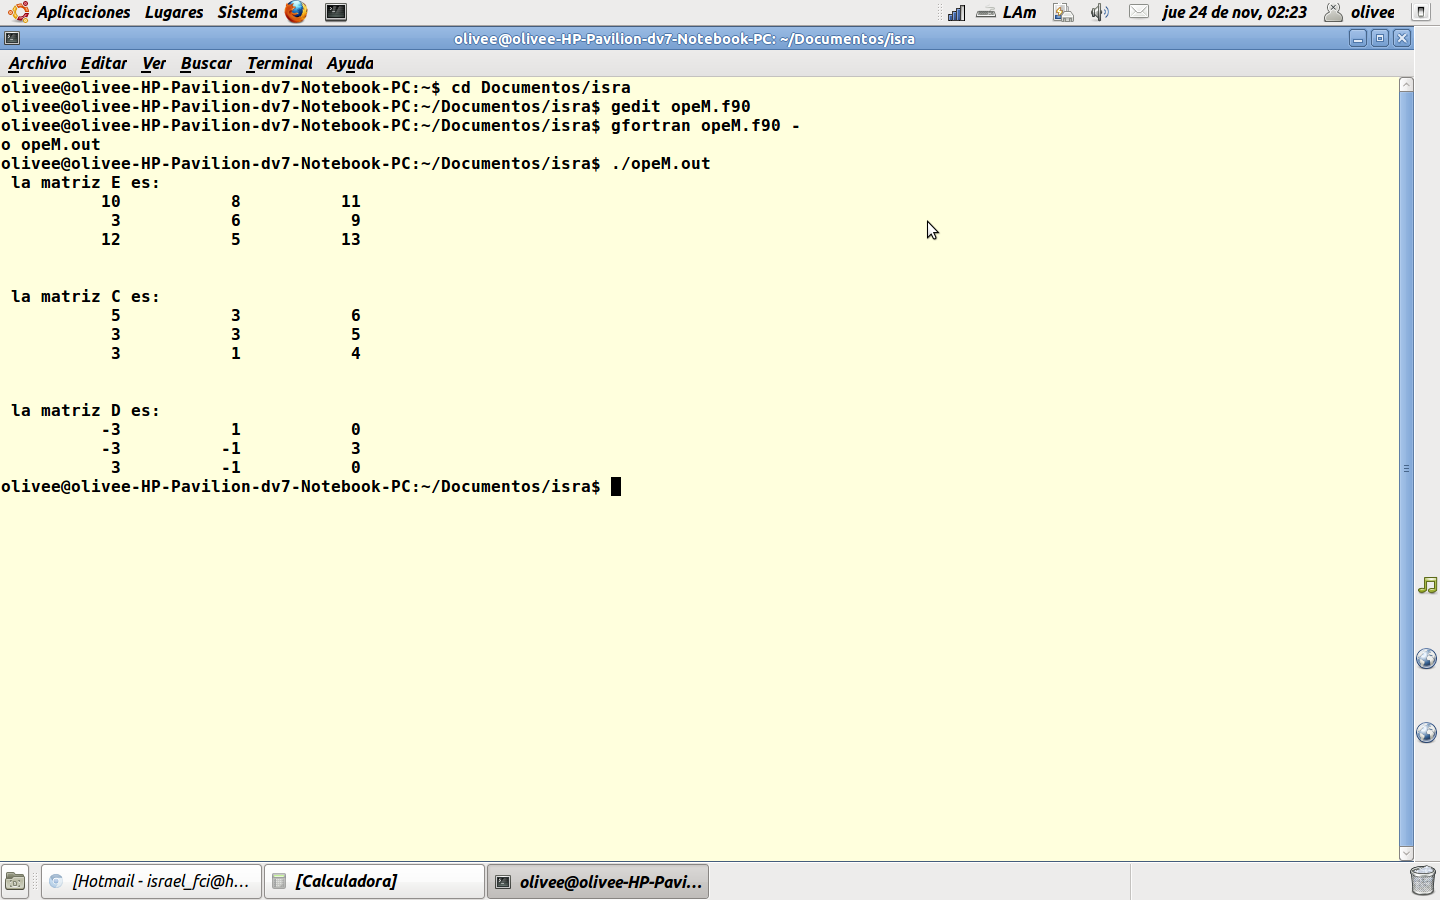 Aplicaciones Lugares Sistema LAm jue 24 de nov, 02:23 olivee
olivee@olivee-HP-Pavilion-dv7-Notebook-PC: ~/Documentos/isra
Archivo Editar Ver Buscar Terminal Ayuda
olivee@olivee-HP-Pavilion-dv7-Notebook-PC:~$ cd Documentos/isra
olivee@olivee-HP-Pavilion-dv7-Notebook-PC:~/Documentos/isra$ gedit opeM.f90
olivee@olivee-HP-Pavilion-dv7-Notebook-PC:~/Documentos/isra$ gfortran opeM.f90 -
o opeM.out
olivee@olivee-HP-Pavilion-dv7-Notebook-PC:~/Documentos/isra$ ./opeM.out
la matriz E es:
10 8 11
3 6 9
12 5 13
la matriz C es:
5 3 6
3 3 5
3 1 4
la matriz D es:
-3 1 0
-3 -1 3
3 -1 0
olivee@olivee-HP-Pavilion-dv7-Notebook-PC:~/Documentos/isra$
[Hotmail - israel_fci@h... [Calculadora] olivee@olivee-HP-Pavi...